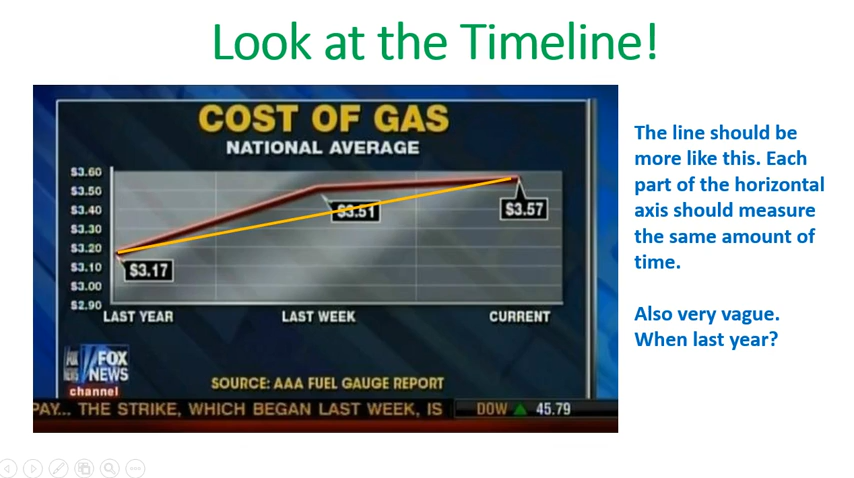 Look at the Timeline!
COST OF GAS
NATIONAL AVERAGE
$3.60
$3.50
$3.40
$3.30
$3.20
$3.10
$3.00
$2.90
$3.17
$3.51
$3.57
LAST YEAR
LAST WEEK
CURRENT
FOX
NEWS
FOX
NEWS
channel
SOURCE: AAA FUEL GAUGE REPORT
PAY... THE STRIKE, WHICH BEGAN LAST WEEK, IS
DOW ▲ 45.79
The line should be
more like this. Each
part of the horizontal
axis should measure
the same amount of
time.
Also very vague.
When last year?